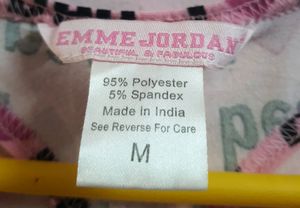 EMME JORDAN
BEAUTIFUL & FABULOUS
95% Polyester
5% Spandex
Made in India
See Reverse For Care
M